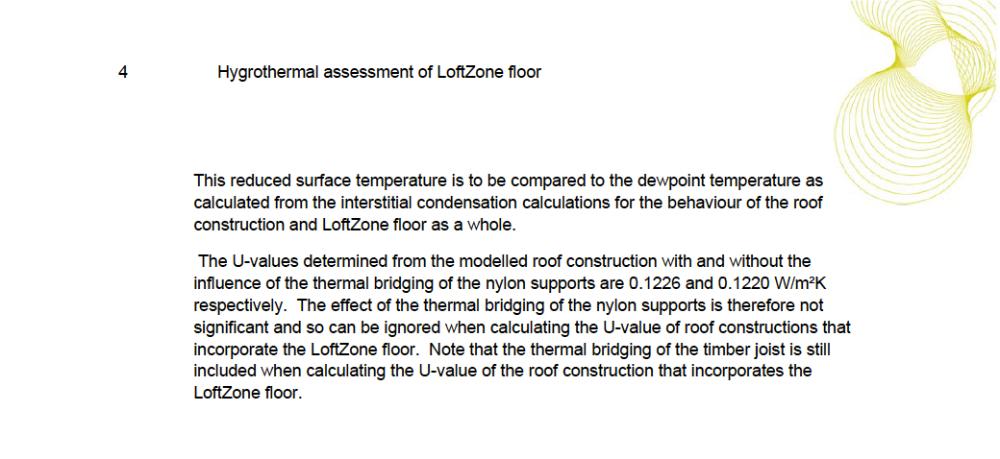 4 Hygrothermal assessment of LoftZone floor
This reduced surface temperature is to be compared to the dewpoint temperature as
calculated from the interstitial condensation calculations for the behaviour of the roof
construction and LoftZone floor as a whole.
The U-values determined from the modelled roof construction with and without the
influence of the thermal bridging of the nylon supports are 0.1226 and 0.1220 W/m²K
respectively. The effect of the thermal bridging of the nylon supports is therefore not
significant and so can be ignored when calculating the U-value of roof constructions that
incorporate the LoftZone floor. Note that the thermal bridging of the timber joist is still
included when calculating the U-value of the roof construction that incorporates the
LoftZone floor.